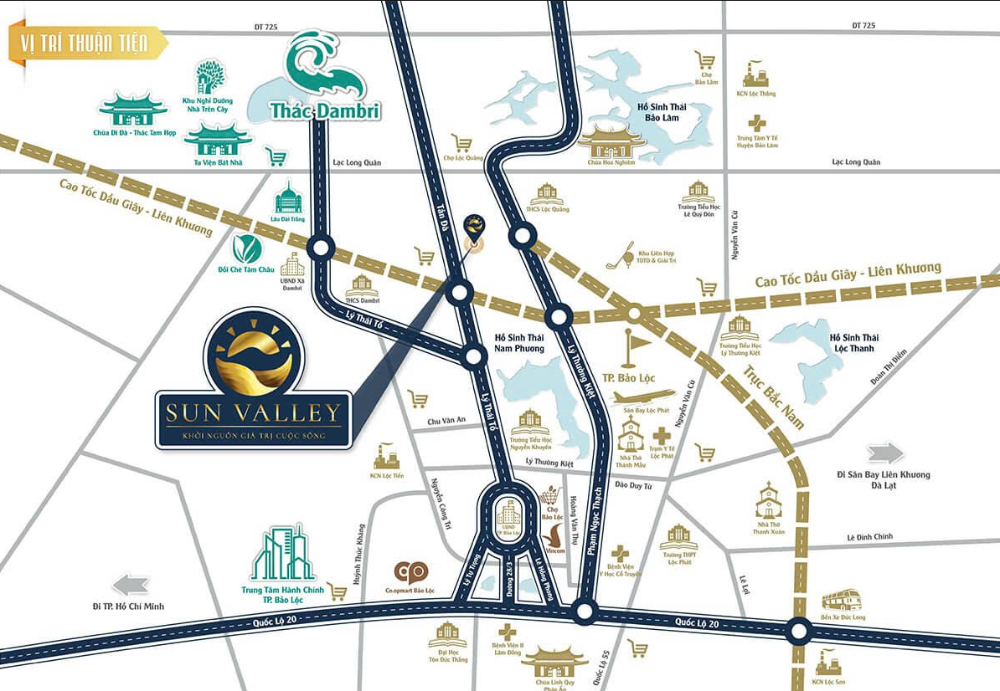 VỊ TRÍ THUẬN TIỆN
DT 725
DT 725
Thác Dambri
Khu Nghỉ Dưỡng
Nhà Trên Cây
Chùa Di Đà - Thác Tam Hợp
Tu Viện Bát Nhã
Chợ
Bảo Lâm
KCN Lộc Thắng
Hồ Sinh Thái
Bảo Lâm
Trung Tâm Y Tế
Huyện Bảo Lâm
Chợ Lộc Quảng
Chùa Hoa Nghiêm
Lạc Long Quân
Lạc Long Quân
Cao Tốc Dầu Giây - Liên Khương
Lâu Đài Trắng
Tản Đà
THCS Lộc Quảng
Trường Tiểu Học
Lê Quý Đôn
Nguyễn Văn Cừ
Đồi Chè Tâm Châu
UBND Xã
Dambri
THCS Dambri
Khu Liên Hợp
TDTD & Giải Trí
Cao Tốc Dầu Giây - Liên Khương
Lý Thái Tổ
Hồ Sinh Thái
Nam Phương
Lý Thường Kiệt
Trường Tiểu Học
Lý Thường Kiệt
Hồ Sinh Thái
Lộc Thanh
Đoàn Thị Điểm
TP. Bảo Lộc
Sân Bay Lộc Phát
Nguyễn Văn Cừ
Trục Bắc Nam
SUN VALLEY
KHỞI NGUỒN GIÁ TRỊ CUỘC SỐNG
Chu Văn An
Lý Thái Tổ
Trường Tiểu Học
Nguyễn Khuyến
Nhà Thờ
Thánh Mẫu
Trạm Y Tế
Lộc Phát
KCN Lộc Tiến
Lý Thường Kiệt
Đào Duy Từ
Đi Sân Bay Liên Khương
Đà Lạt
Nguyễn Công Trí
UBND
TP. Bảo Lộc
Chợ
Bảo Lộc
Vincom
Hoàng Văn Thụ
Phạm Ngọc Thạch
Nhà Thờ
Thanh Xuân
Lê Đình Chinh
Trường THPT
Lộc Phát
Huỳnh Thúc Kháng
Trung Tâm Hành Chính
TP. Bảo Lộc
Co.opmart Bảo Lộc
Lý Tự Trọng
Đường 28/3
Lê Hồng Phong
Bệnh Viện
Y Học Cổ Truyền
Lê Lợi
Đi TP. Hồ Chí Minh
Quốc Lộ 20
Quốc Lộ 20
Bến Xe Đức Long
Đại Học
Tôn Đức Thắng
Bệnh Viện II
Lâm Đồng
Chùa Linh Quy
Pháp Ấn
Quốc Lộ 55
KCN Lộc Sơn